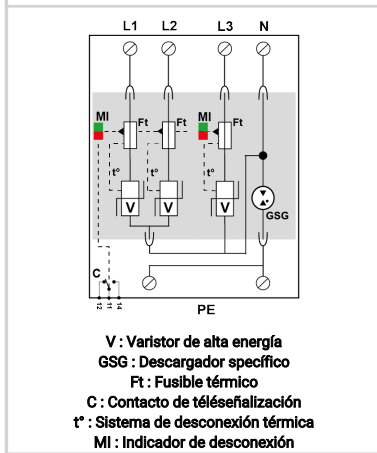 L1 L2 L3 N
MI Ft Ft MI Ft
t° t° t°
V V V GSG
C
12 11 14
PE
V : Varistor de alta energía
GSG : Descargador specífico
Ft : Fusible térmico
C : Contacto de téléseñalización
t° : Sistema de desconexión térmica
MI : Indicador de desconexión